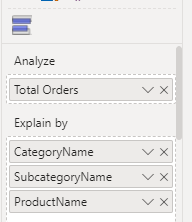 Analyze
Total Orders
Explain by
CategoryName
SubcategoryName
ProductName